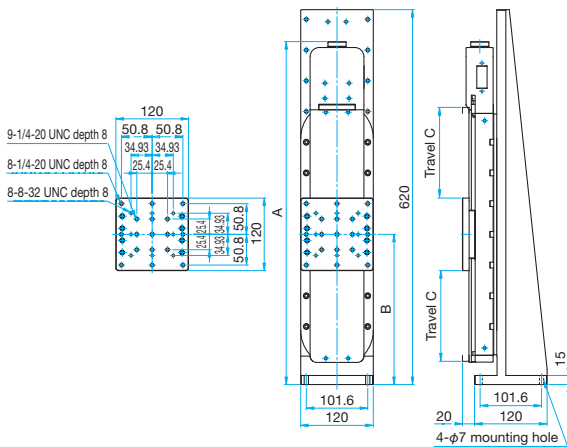 120
50.8 50.8
9-1/4-20 UNC depth 8
34.93 34.93
8-1/4-20 UNC depth 8
25.4 25.4
8-8-32 UNC depth 8
25.4 25.4
34.93 34.93
50.8 50.8
120
A
B
620
101.6
120
Travel C
Travel C
15
101.6
20 120
4-φ7 mounting hole